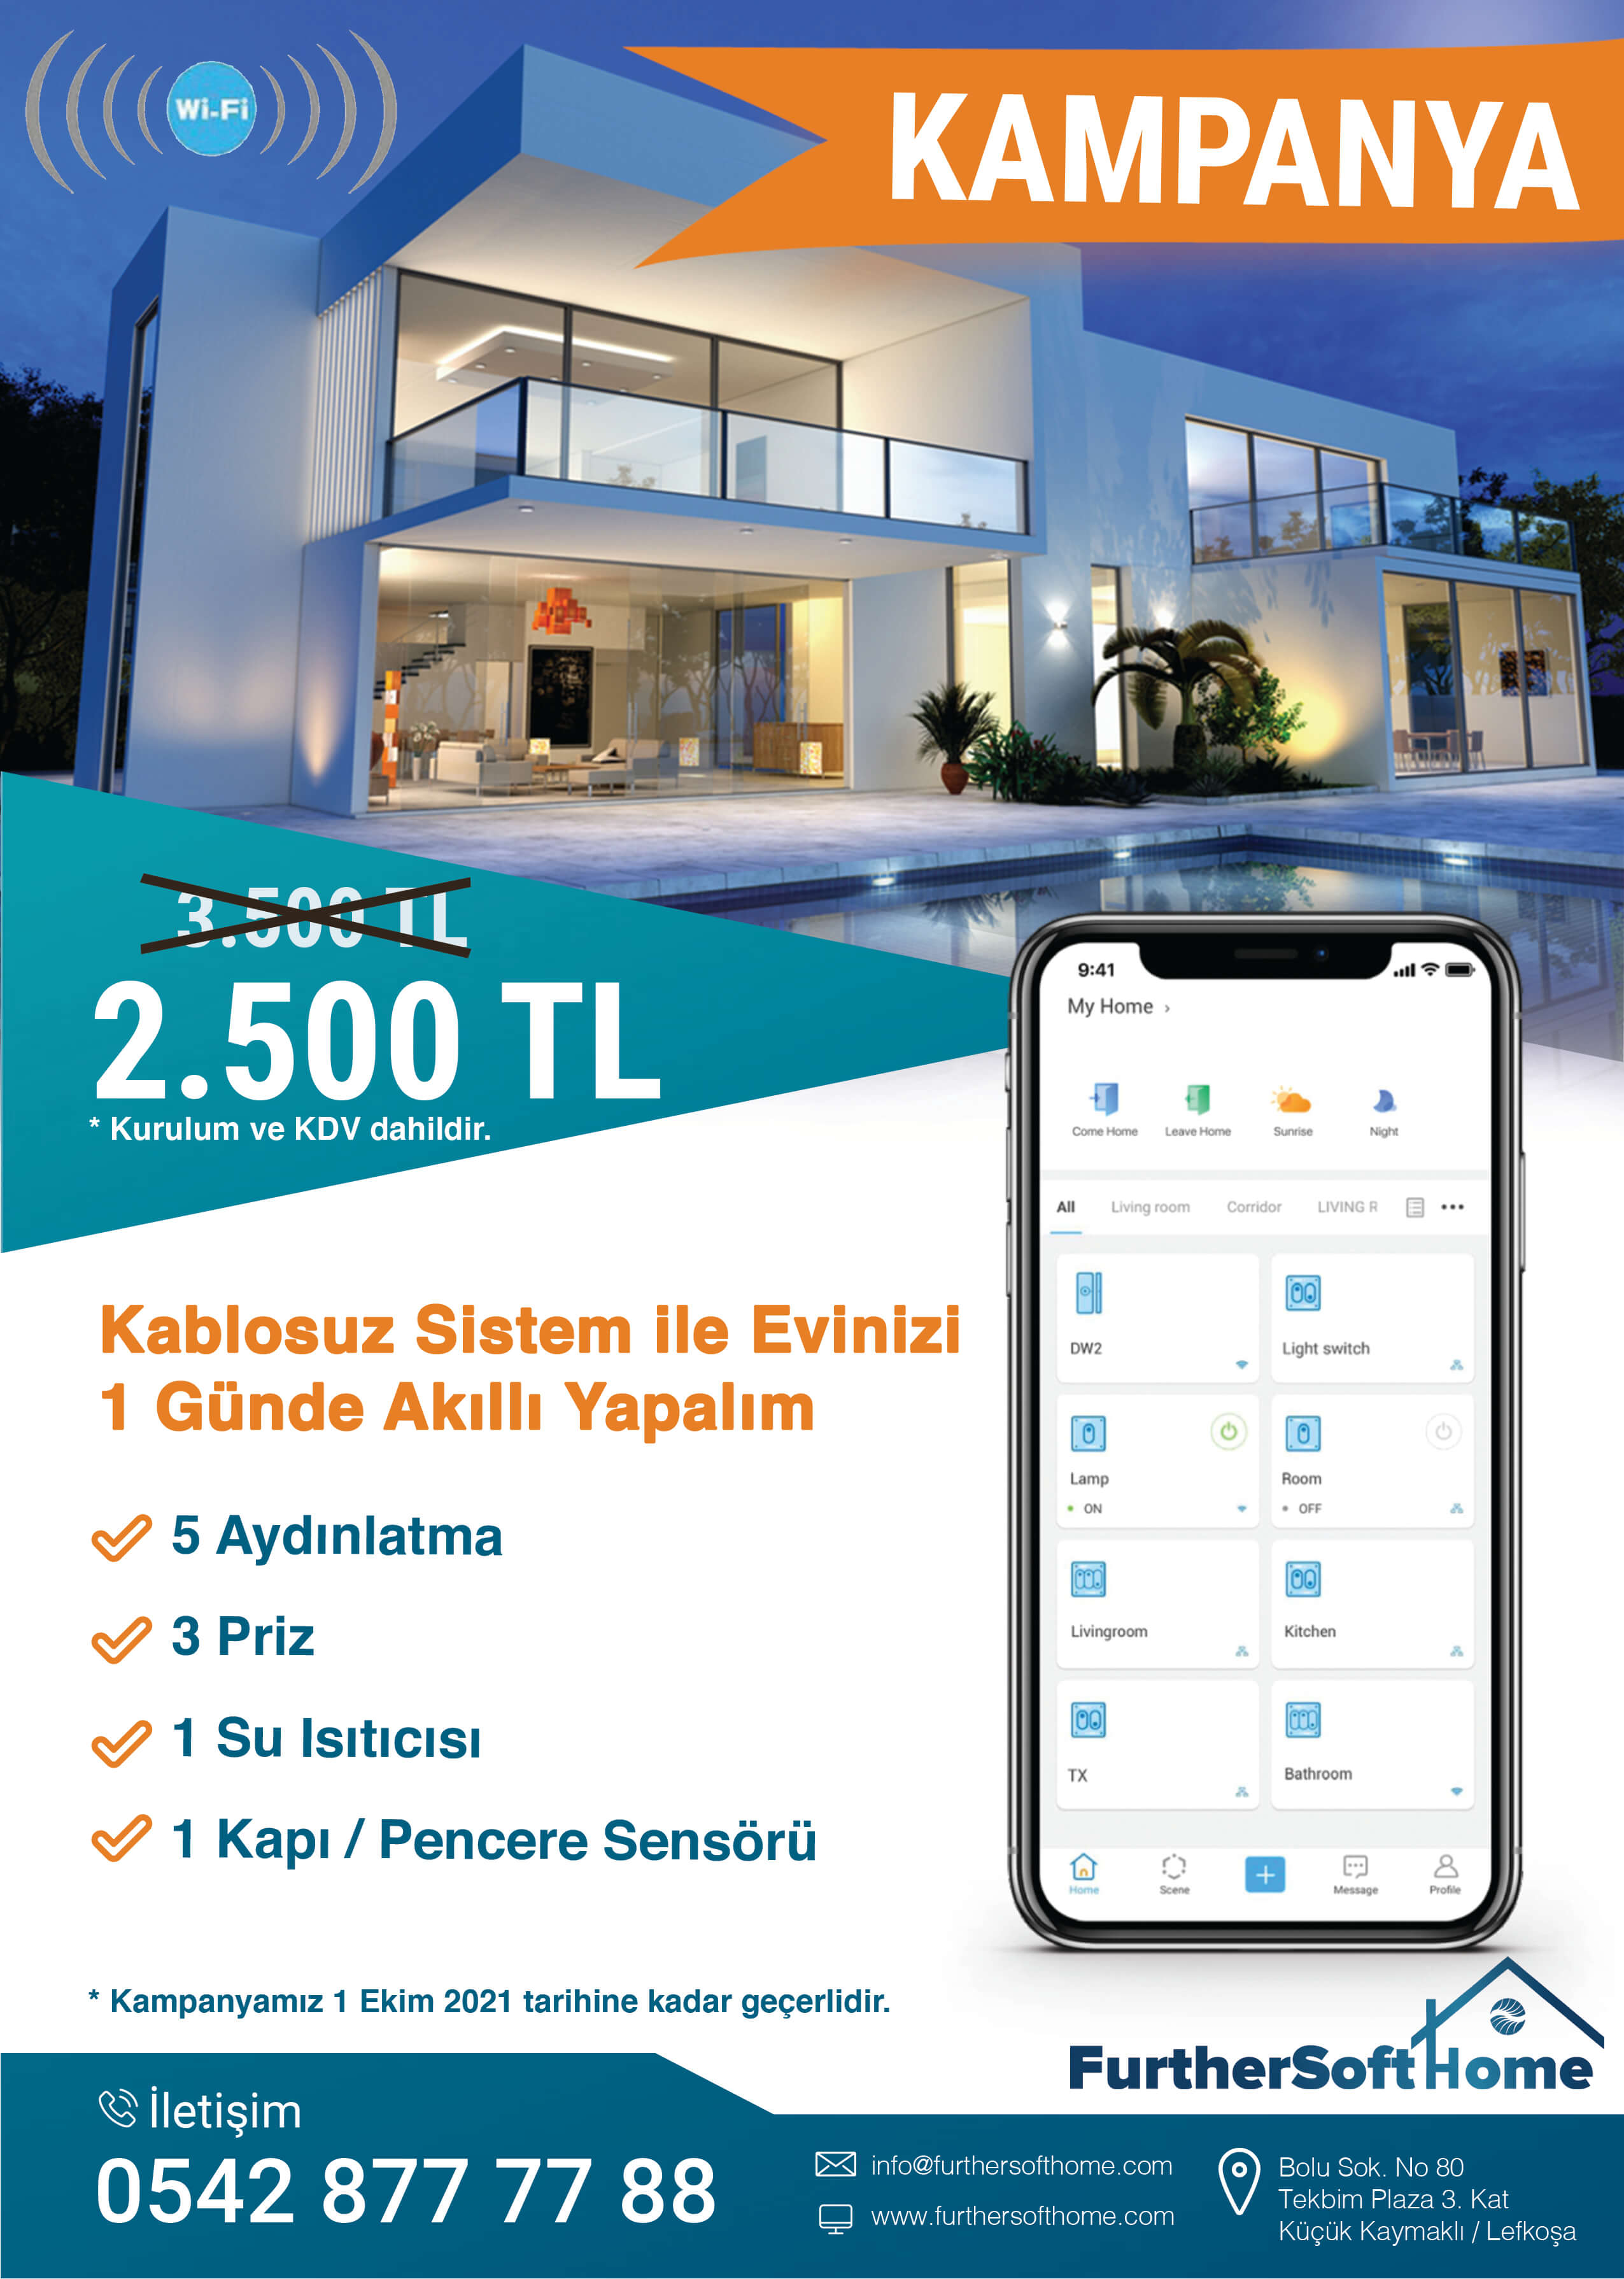 Wi-Fi
KAMPANYA
3.500 TL
2.500 TL
* Kurulum ve KDV dahildir.
Kablosuz Sistem ile Evinizi
1 Günde Akıllı Yapalım
5 Aydınlatma
3 Priz
1 Su Isıtıcısı
1 Kapı / Pencere Sensörü
* Kampanyamız 1 Ekim 2021 tarihine kadar geçerlidir.
9:41
My Home ›
Come Home Leave Home Sunrise Night
All Living room Corridor LIVING R
DW2 Light switch
Lamp Room
ON OFF
Livingroom Kitchen
TX Bathroom
Home Scene Message Profile
FurtherSoftHome
İletişim
0542 877 77 88
info@furthersofthome.com
www.furthersofthome.com
Bolu Sok. No 80
Tekbim Plaza 3. Kat
Küçük Kaymaklı / Lefkoşa